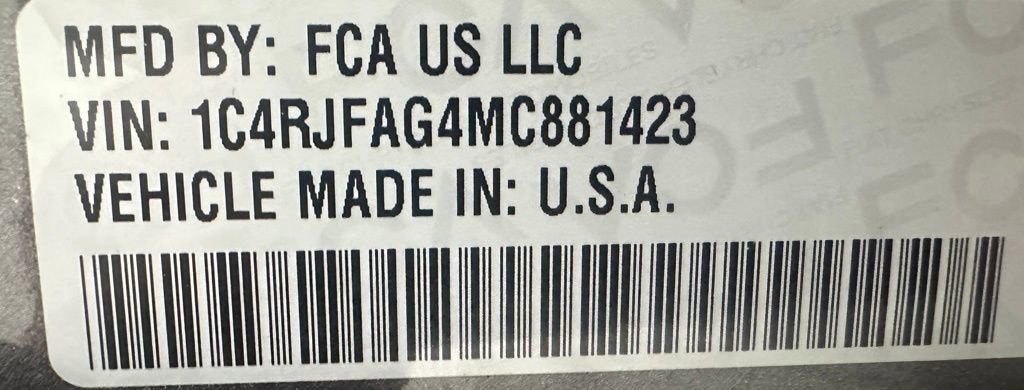 MFD BY: FCA US LLC
VIN: 1C4RJFAG4MC881423
VEHICLE MADE IN: U.S.A.